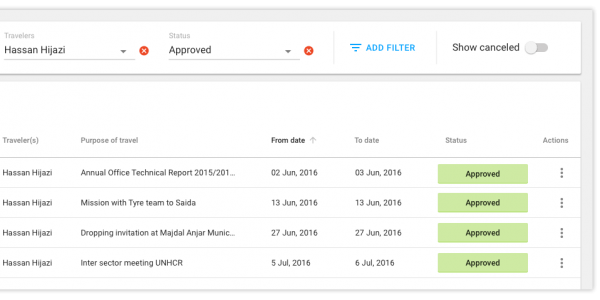 Travelers Status
Hassan Hijazi Approved ADD FILTER Show canceled
Traveler(s) Purpose of travel From date To date Status Actions
Hassan Hijazi Annual Office Technical Report 2015/201... 02 Jun, 2016 03 Jun, 2016 Approved
Hassan Hijazi Mission with Tyre team to Saida 13 Jun, 2016 13 Jun, 2016 Approved
Hassan Hijazi Dropping invitation at Majdal Anjar Munic... 27 Jun, 2016 27 Jun, 2016 Approved
Hassan Hijazi Inter sector meeting UNHCR 5 Jul, 2016 6 Jul, 2016 Approved